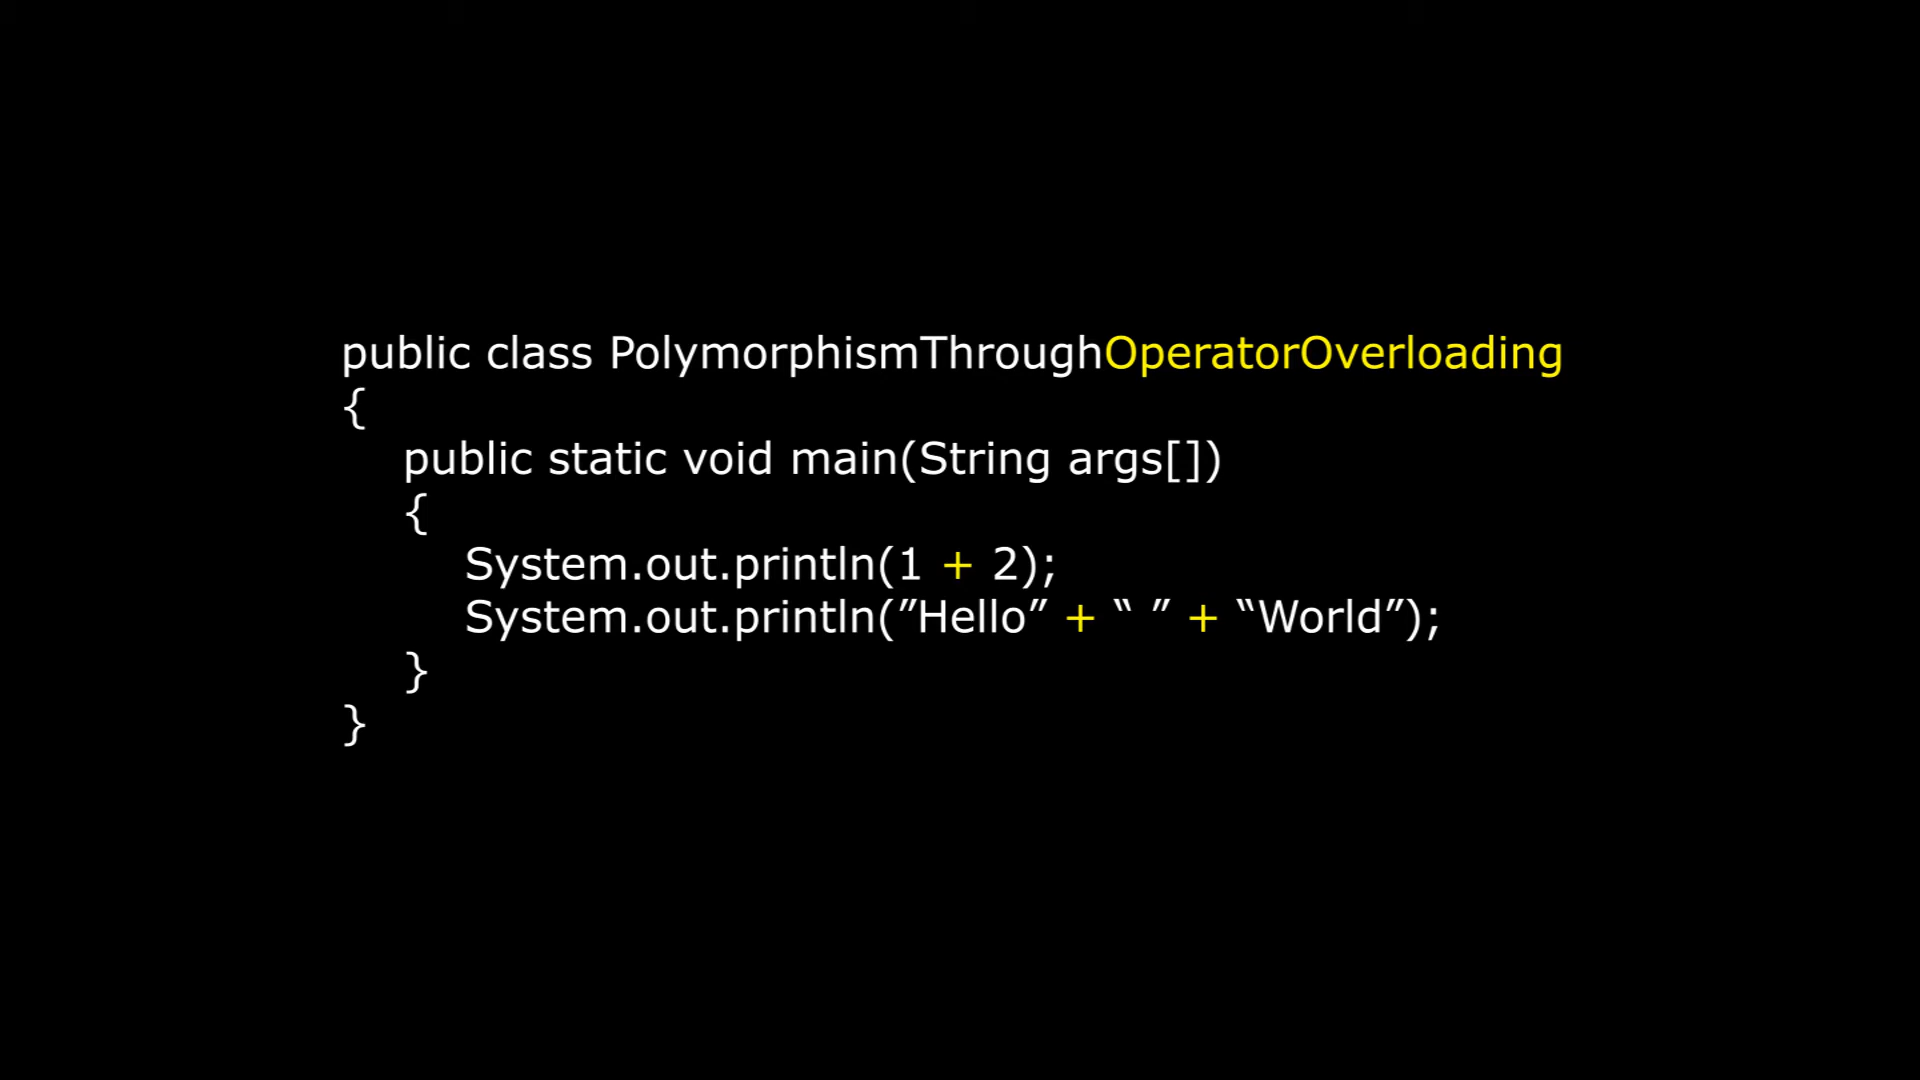 public class PolymorphismThroughOperatorOverloading
{
public static void main(String args[])
{
System.out.println(1 + 2);
System.out.println(”Hello” + “ ” + “World”);
}
}